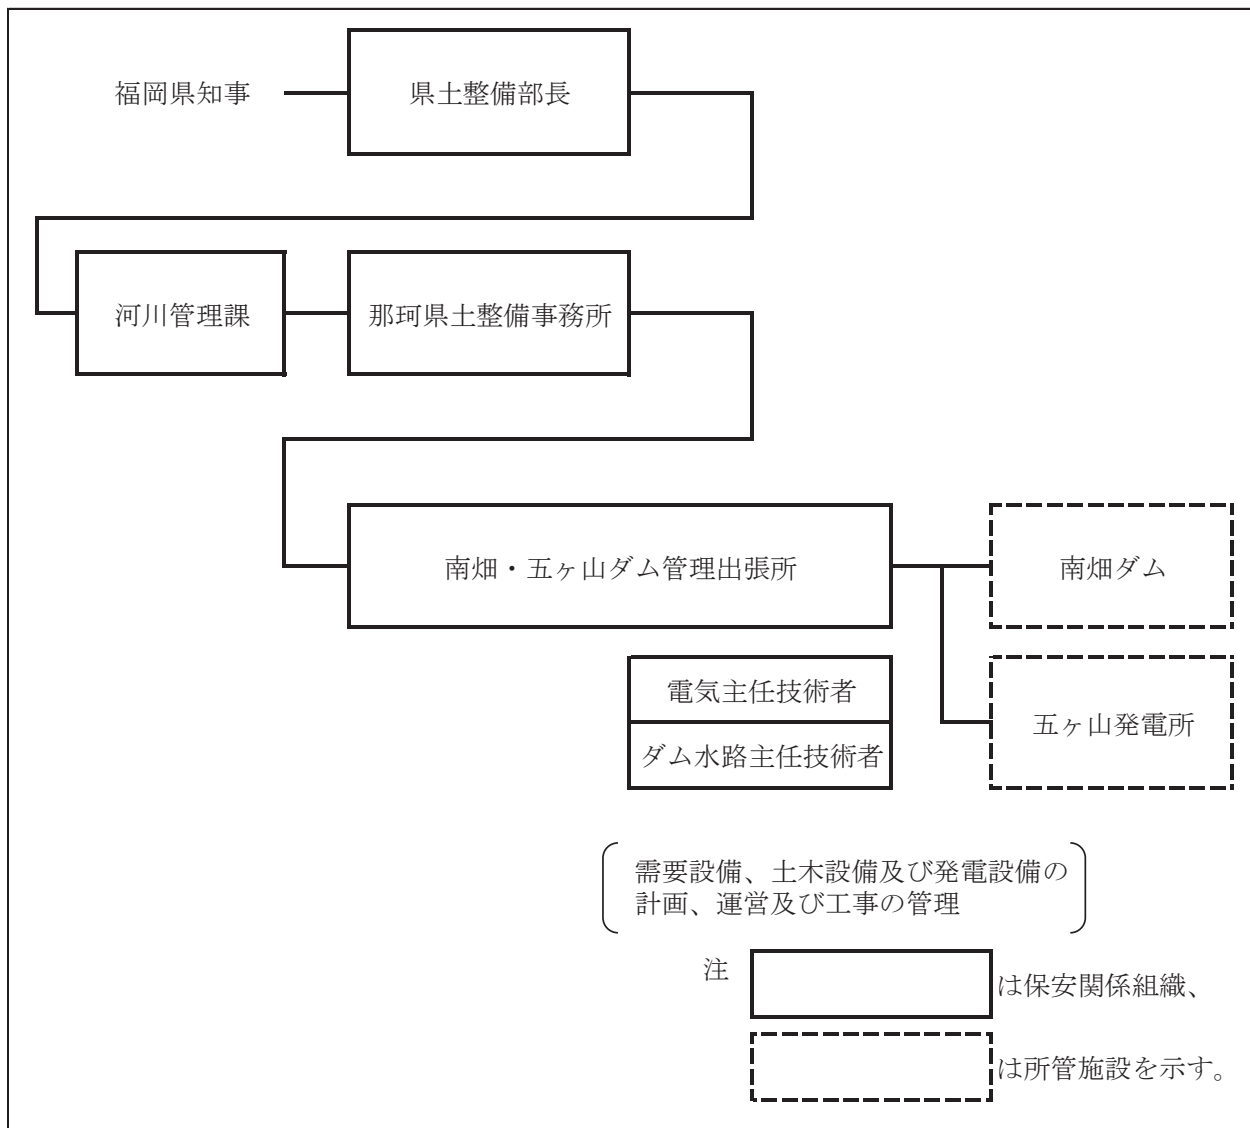 福岡県知事
県土整備部長
河川管理課
那珂県土整備事務所
南畑・五ヶ山ダム管理出張所
南畑ダム
電気主任技術者
ダム水路主任技術者
五ヶ山発電所
需要設備、土木設備及び発電設備の
計画、運営及び工事の管理
注
は保安関係組織、
は所管施設を示す。